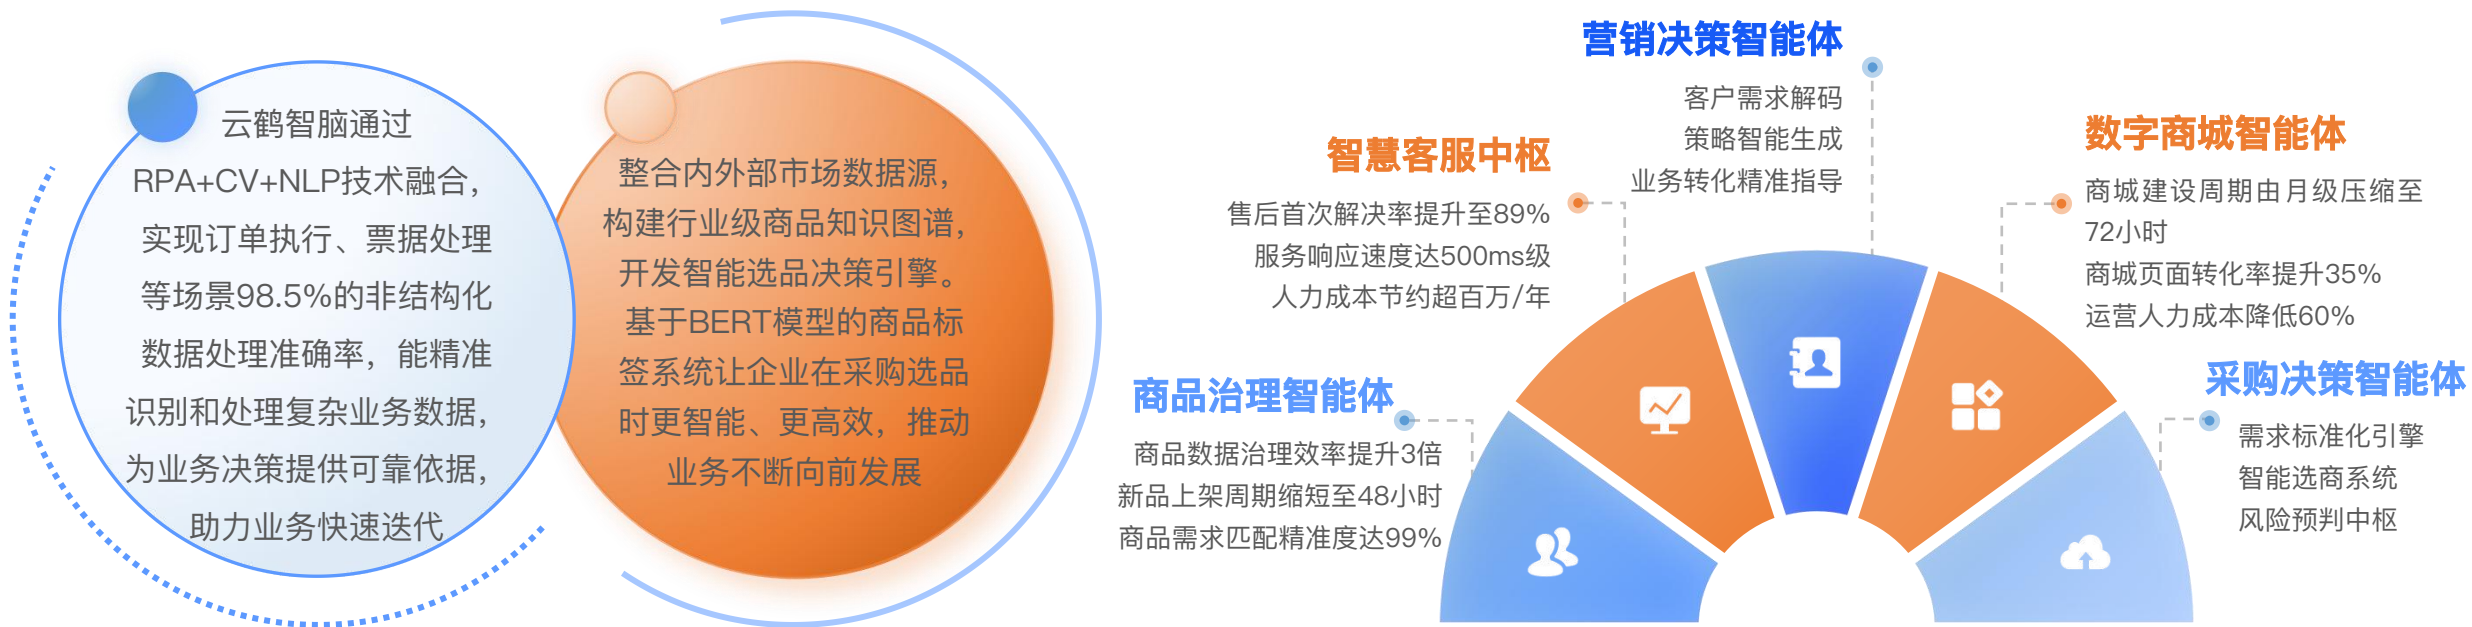 云鹤智脑通过
RPA+CV+NLP技术融合，
实现订单执行、票据处理
等场景98.5%的非结构化
数据处理准确率，能精准
识别和处理复杂业务数据，
为业务决策提供可靠依据，
助力业务快速迭代
整合内外部市场数据源，
构建行业级商品知识图谱，
开发智能选品决策引擎。
基于BERT模型的商品标
签系统让企业在采购选品
时更智能、更高效，推动
业务不断向前发展
商品治理智能体
商品数据治理效率提升3倍
新品上架周期缩短至48小时
商品需求匹配精准度达99%
智慧客服中枢
售后首次解决率提升至89%
服务响应速度达500ms级
人力成本节约超百万/年
营销决策智能体
客户需求解码
策略智能生成
业务转化精准指导
数字商城智能体
商城建设周期由月级压缩至
72小时
商城页面转化率提升35%
运营人力成本降低60%
采购决策智能体
需求标准化引擎
智能选商系统
风险预判中枢